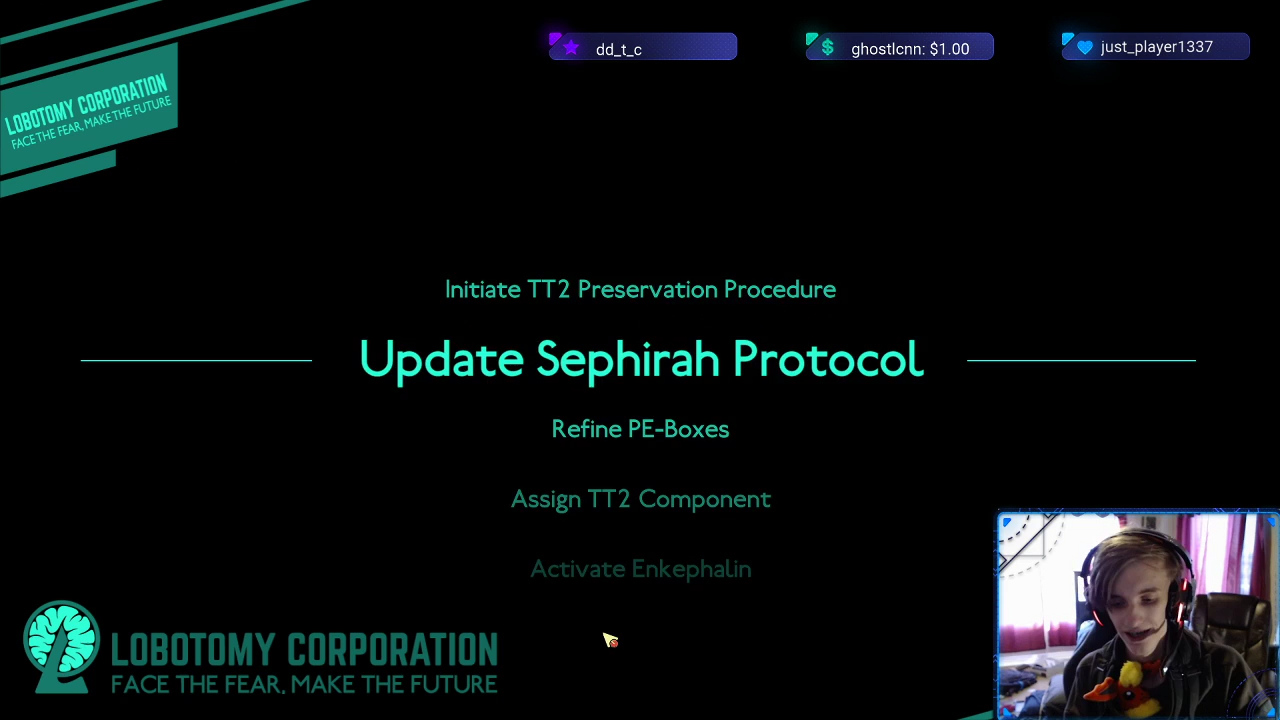 dd_t_c
ghostlcnn: $1.00
just_player1337
LOBOTOMY CORPORATION
FACE THE FEAR, MAKE THE FUTURE
Initiate TT2 Preservation Procedure
Update Sephirah Protocol
Refine PE-Boxes
Assign TT2 Component
Activate Enkephalin
LOBOTOMY CORPORATION
FACE THE FEAR, MAKE THE FUTURE